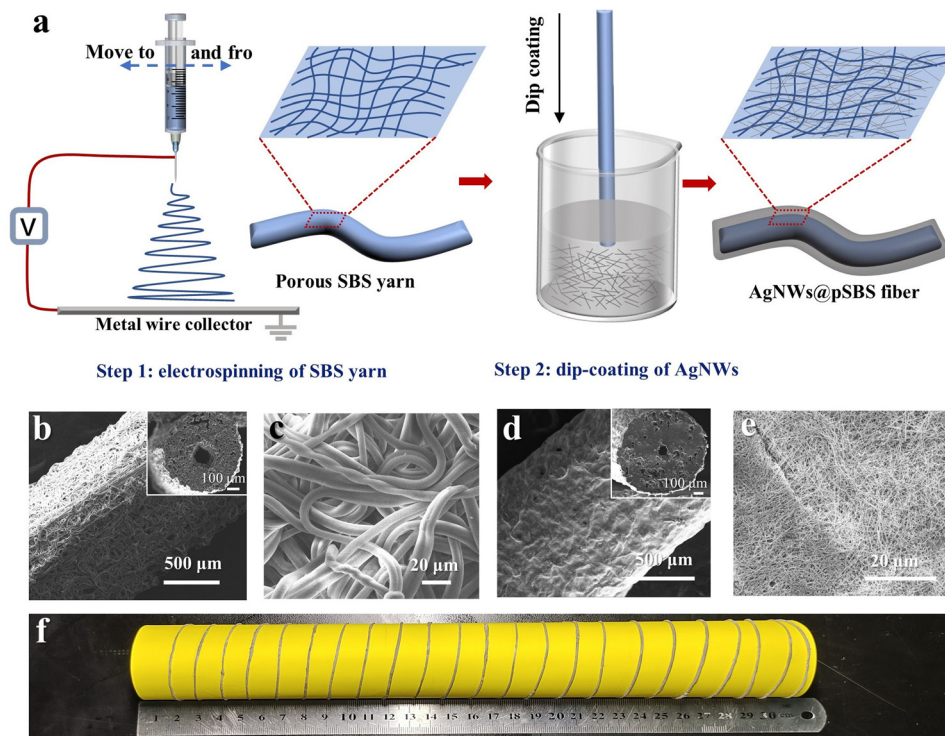 a
Move to and fro
V
Metal wire collector
Porous SBS yarn
Dip coating
AgNWs@pSBS fiber
Step 1: electrospinning of SBS yarn
Step 2: dip-coating of AgNWs
b
100 μm
500 μm
c
20 μm
d
100 μm
500 μm
e
20 μm
f
1 2 3 4 5 6 7 8 9 10 11 12 13 14 15 16 17 18 19 20 21 22 23 24 25 26 27 28 29 30 cm